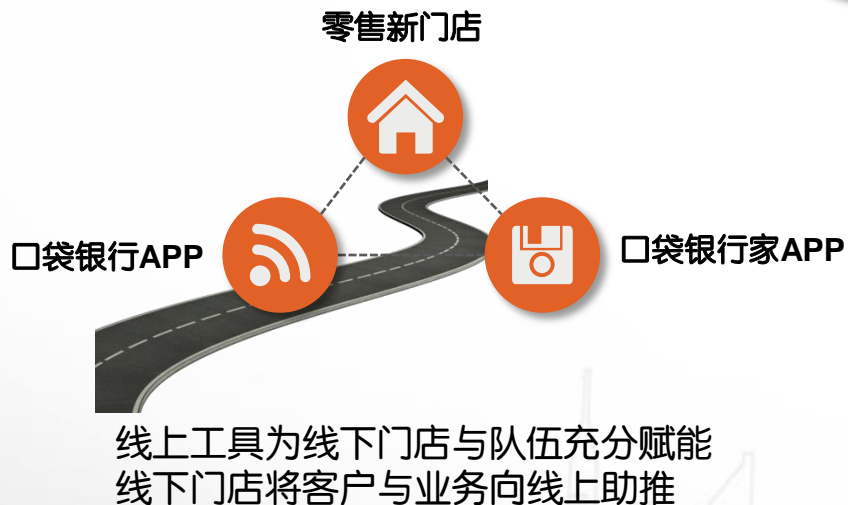 零售新门店
口袋银行APP
口袋银行家APP
线上工具为线下门店与队伍充分赋能
线下门店将客户与业务向线上助推